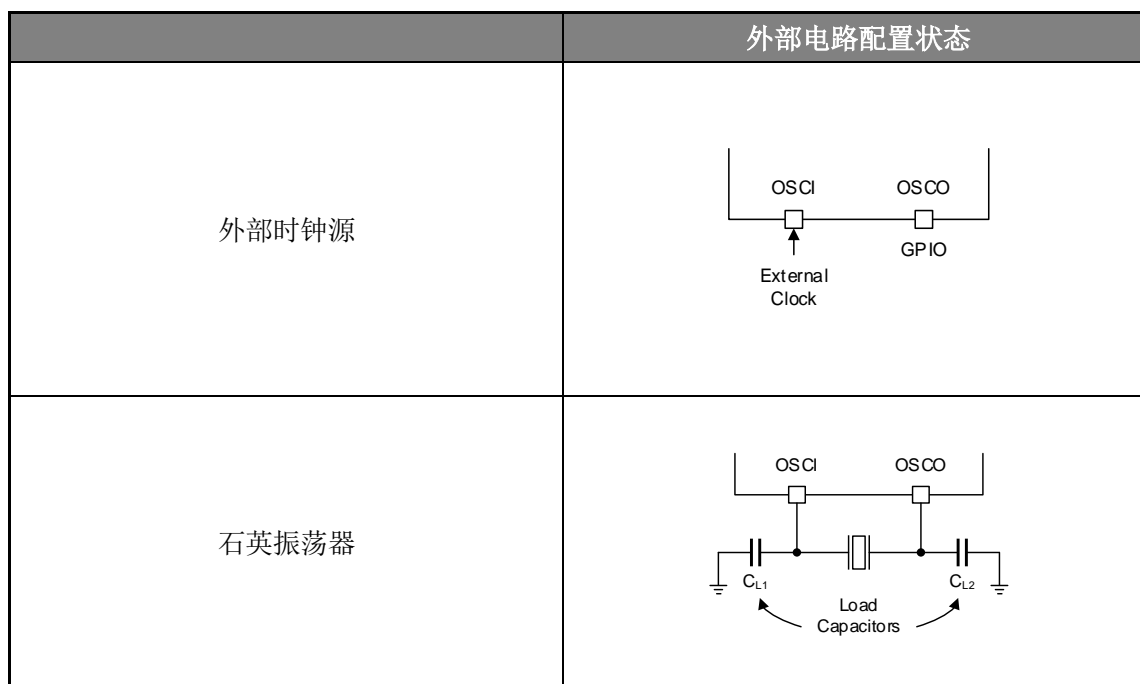 外部电路配置状态
外部时钟源
OSCI OSCO
GPIO
External
Clock
石英振荡器
OSCI OSCO
CL1 CL2
Load
Capacitors